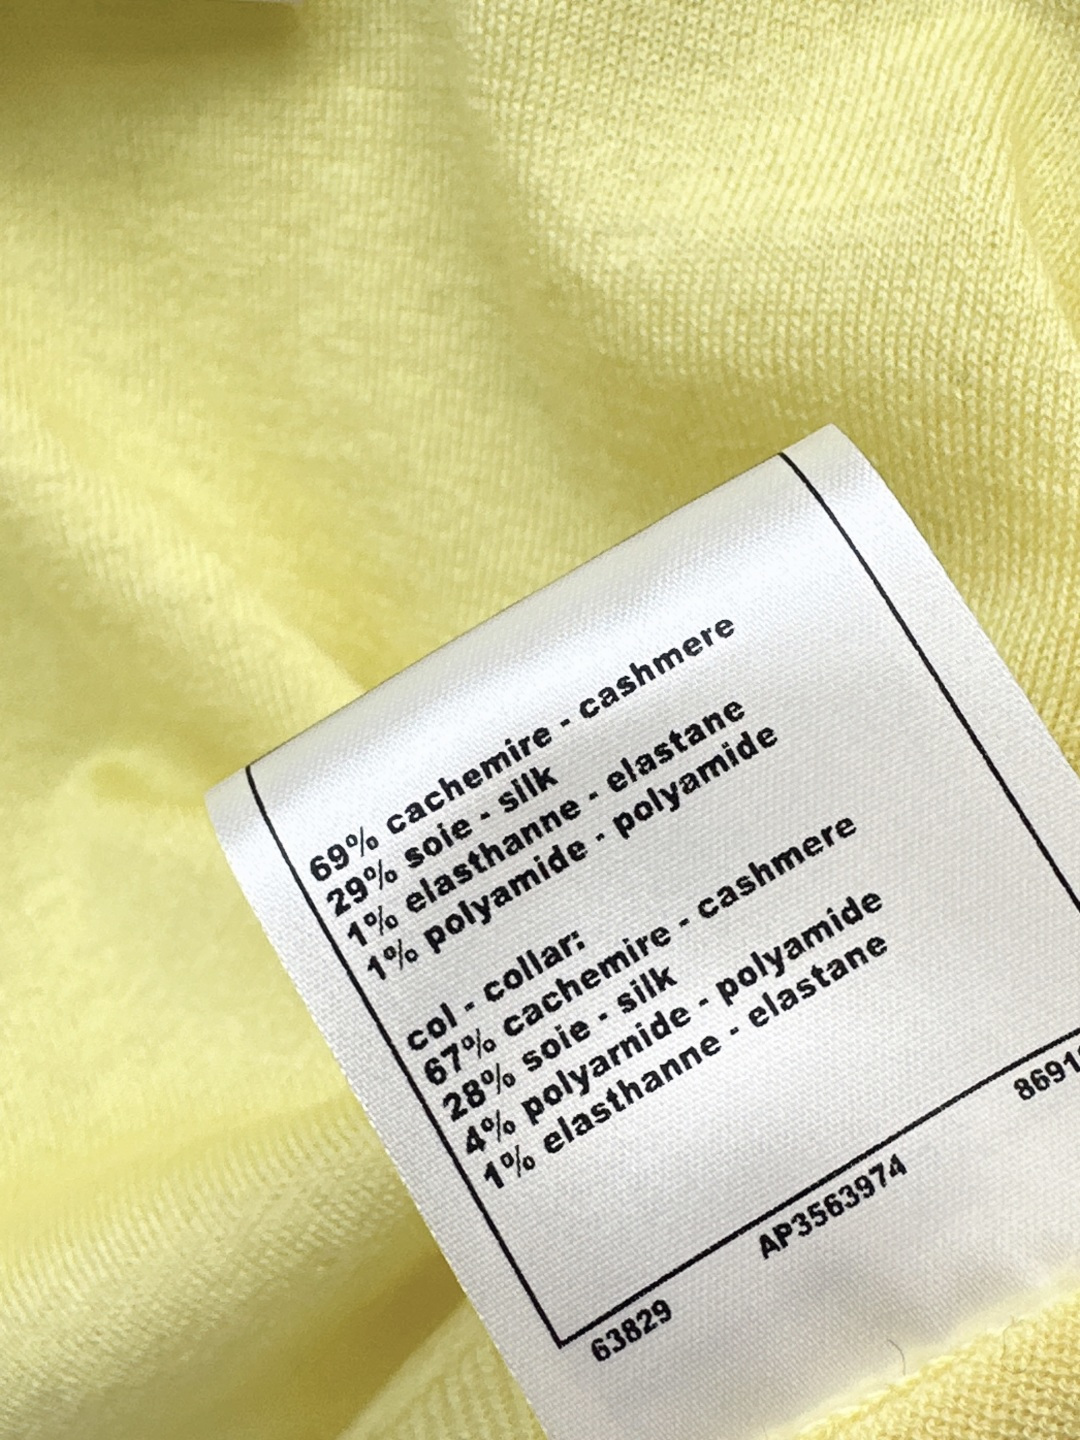 69% cachemire - cashmere
29% soie - silk
1% elasthanne - elastane
1% polyamide - polyamide
col - collar:
67% cachemire - cashmere
28% soie - silk
4% polyarnide - polyamide
1% elasthanne - elastane
63829 AP3563974 8691